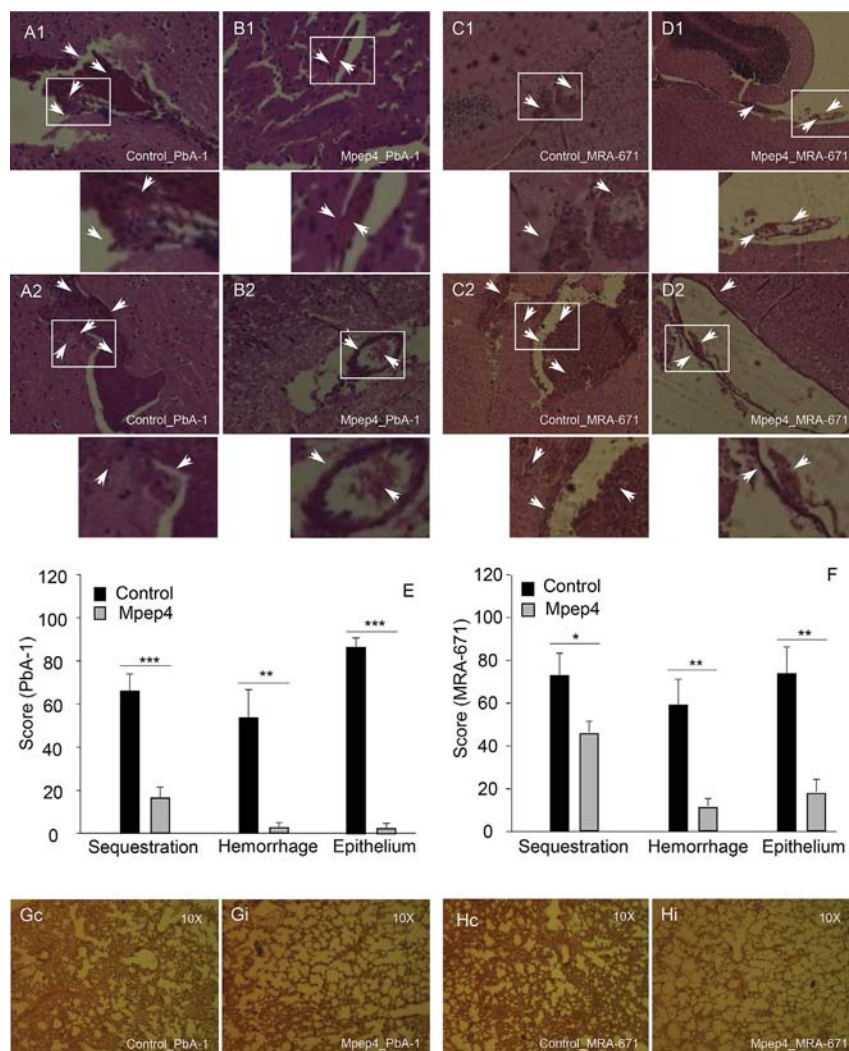 A1
B1
C1
D1
Control_PbA-1
Mpep4_PbA-1
Control_MRA-671
Mpep4_MRA-671
A2
B2
C2
D2
Control_PbA-1
Mpep4_PbA-1
Control_MRA-671
Mpep4_MRA-671
120
100
80
60
40
20
0
Score (PbA-1)
Control
Mpep4
E
***
**
***
Sequestration
Hemorrhage
Epithelium
120
100
80
60
40
20
0
Score (MRA-671)
Control
Mpep4
F
*
**
**
Sequestration
Hemorrhage
Epithelium
Gc
10X
Gi
10X
Hc
10X
Hi
10X
Control_PbA-1
Mpep4_PbA-1
Control_MRA-671
Mpep4_MRA-671